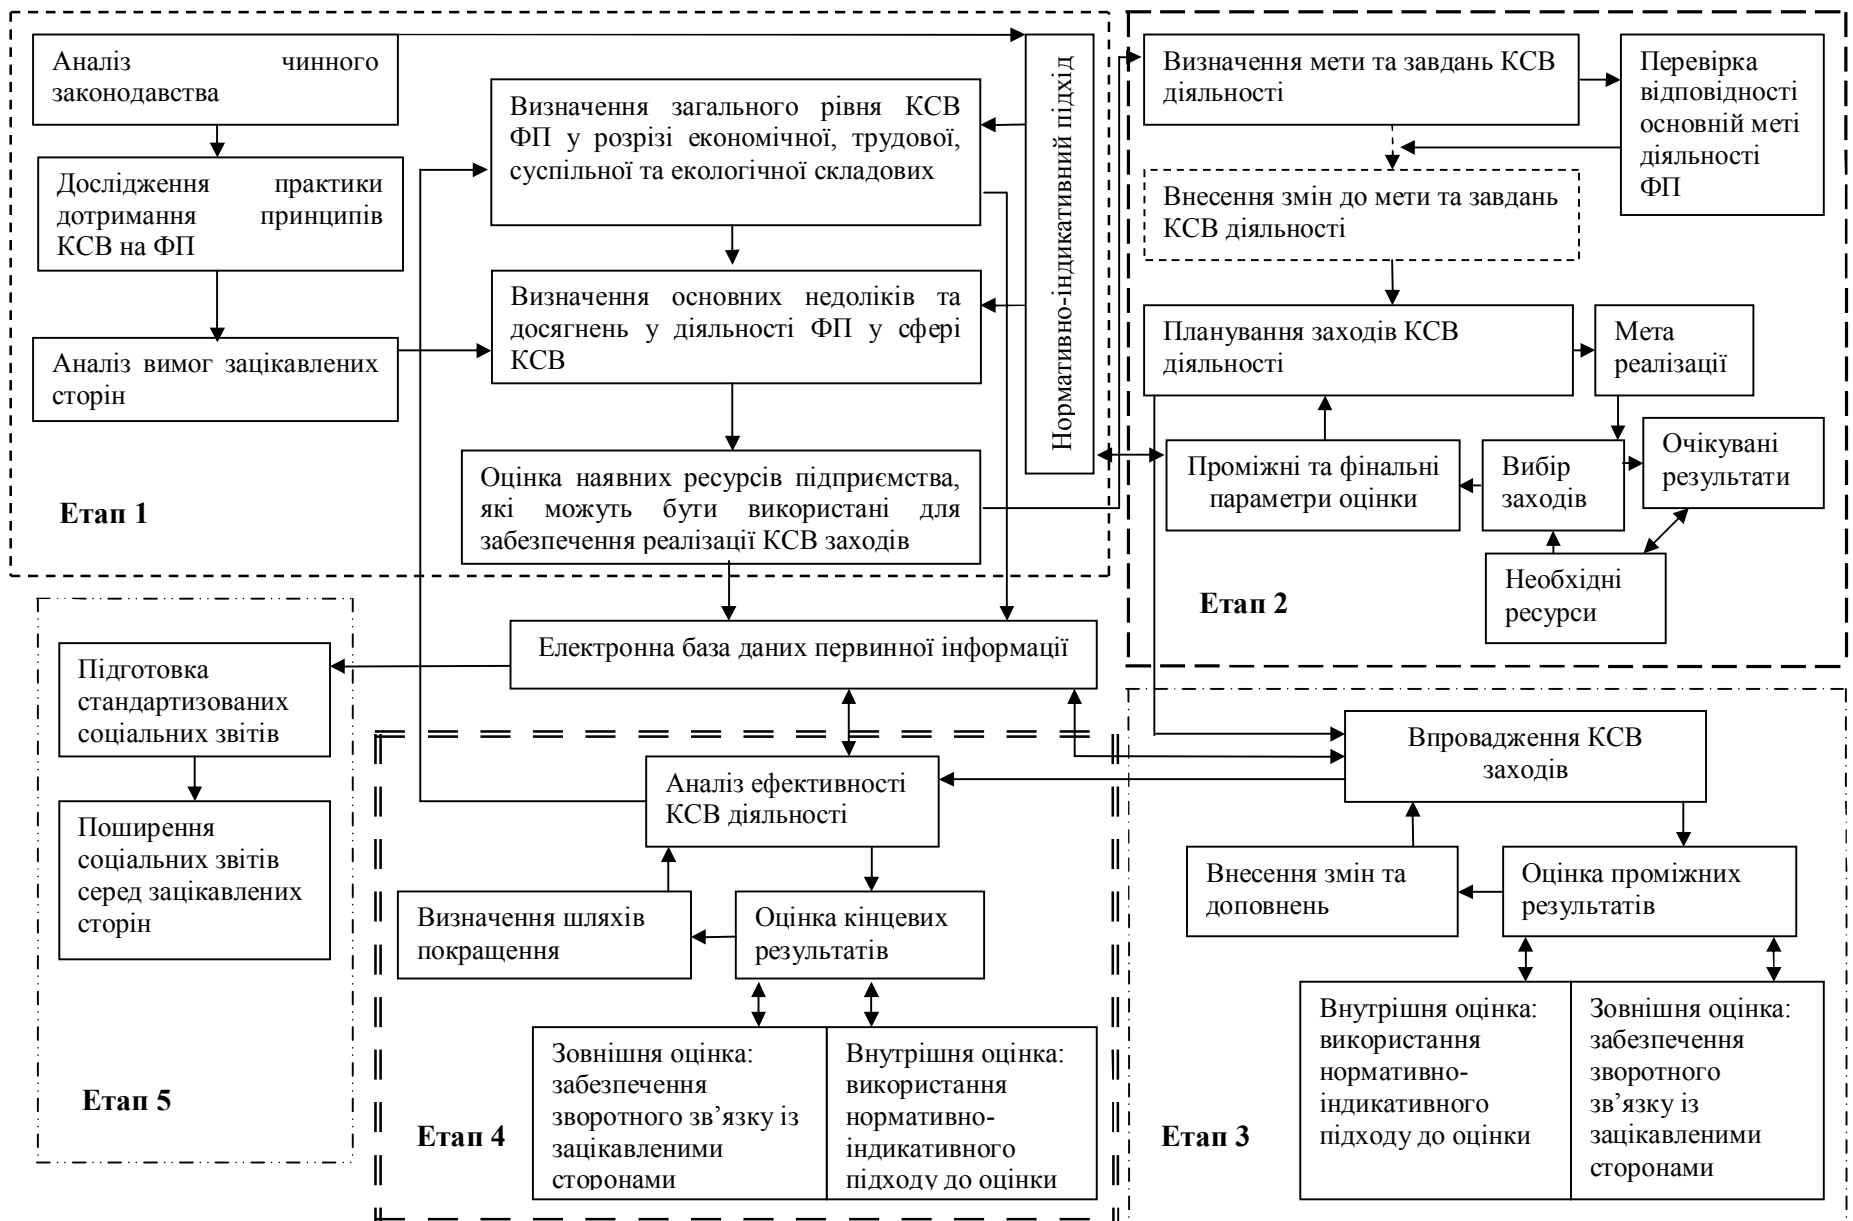 Аналіз чинного
законодавства
Дослідження практики
дотримання принципів
КСВ на ФП
Аналіз вимог зацікавлених
сторін
Визначення загального рівня КСВ
ФП у розрізі економічної, трудової,
суспільної та екологічної складових
Визначення основних недоліків та
досягнень у діяльності ФП у сфері
КСВ
Оцінка наявних ресурсів підприємства,
які можуть бути використані для
забезпечення реалізації КСВ заходів
Нормативно-індикативний підхід
Етап 1
Визначення мети та завдань КСВ
діяльності
Перевірка
відповідності
основній меті
діяльності
ФП
Внесення змін до мети та завдань
КСВ діяльності
Планування заходів КСВ
діяльності
Мета
реалізації
Проміжні та фінальні
параметри оцінки
Вибір
заходів
Очікувані
результати
Необхідні
ресурси
Етап 2
Електронна база даних первинної інформації
Підготовка
стандартизованих
соціальних звітів
Поширення
соціальних звітів
серед зацікавлених
сторін
Етап 5
Аналіз ефективності
КСВ діяльності
Визначення шляхів
покращення
Оцінка кінцевих
результатів
Зовнішня оцінка:
забезпечення
зворотного зв’язку із
зацікавленими
сторонами
Внутрішня оцінка:
використання
нормативно-
індикативного
підходу до оцінки
Етап 4
Впровадження КСВ
заходів
Внесення змін та
доповнень
Оцінка проміжних
результатів
Внутрішня оцінка:
використання
нормативно-
індикативного
підходу до оцінки
Зовнішня оцінка:
забезпечення
зворотного
зв’язку із
зацікавленими
сторонами
Етап 3